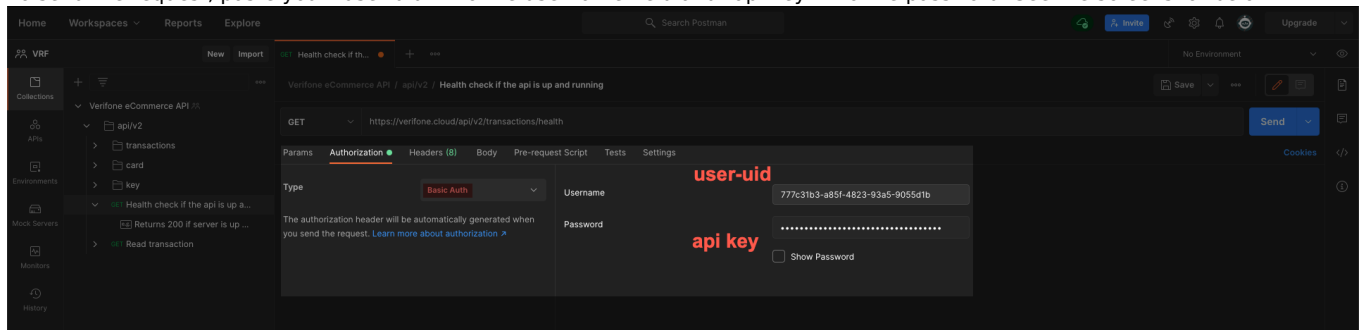 Home Workspaces Reports Explore Search Postman Invite Upgrade
VRF New Import GET Health check if th... No Environment
Collections
Verifone eCommerce API / api/v2 / Health check if the api is up and running Save
Verifone eCommerce API
APIs
api/v2
GET https://verifone.cloud/api/v2/transactions/health Send
transactions
Params Authorization Headers (8) Body Pre-request Script Tests Settings Cookies
card
Environments
key
user-uid
Type Basic Auth Username 777c31b3-a85f-4823-93a5-9055d1b
Mock Servers
GET Health check if the api is up a...
e.g. Returns 200 if server is up ...
The authorization header will be automatically generated when
you send the request. Learn more about authorization
Password
api key
GET Read transaction
Show Password
Monitors
History